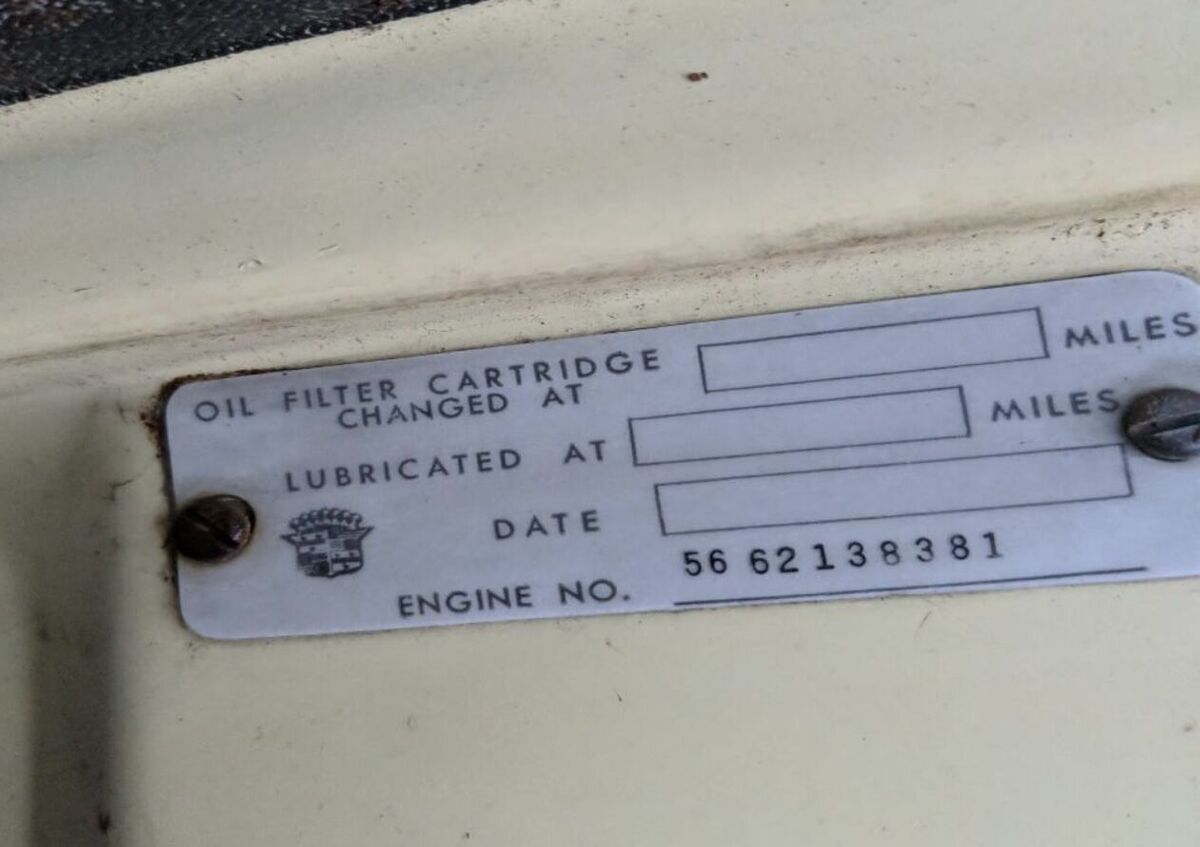 OIL FILTER CARTRIDGE MILES
CHANGED AT
LUBRICATED AT MILES
DATE
ENGINE NO. 56 62138381